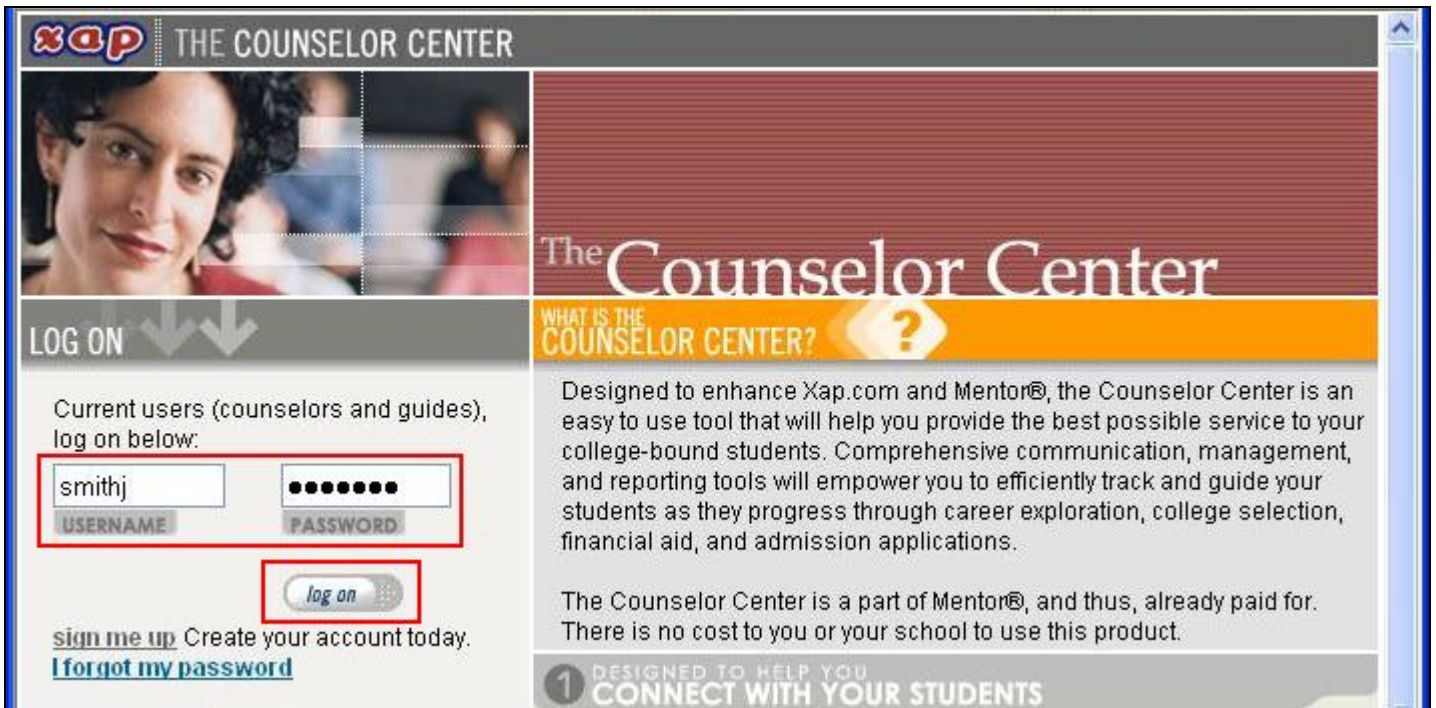 xap THE COUNSELOR CENTER
The Counselor Center
LOG ON
Current users (counselors and guides),
log on below:
smithj
USERNAME PASSWORD
log on
sign me up Create your account today.
I forgot my password
WHAT IS THE
COUNSELOR CENTER? ?
Designed to enhance Xap.com and Mentor®, the Counselor Center is an
easy to use tool that will help you provide the best possible service to your
college-bound students. Comprehensive communication, management,
and reporting tools will empower you to efficiently track and guide your
students as they progress through career exploration, college selection,
financial aid, and admission applications.
The Counselor Center is a part of Mentor®, and thus, already paid for.
There is no cost to you or your school to use this product.
1 DESIGNED TO HELP YOU
CONNECT WITH YOUR STUDENTS